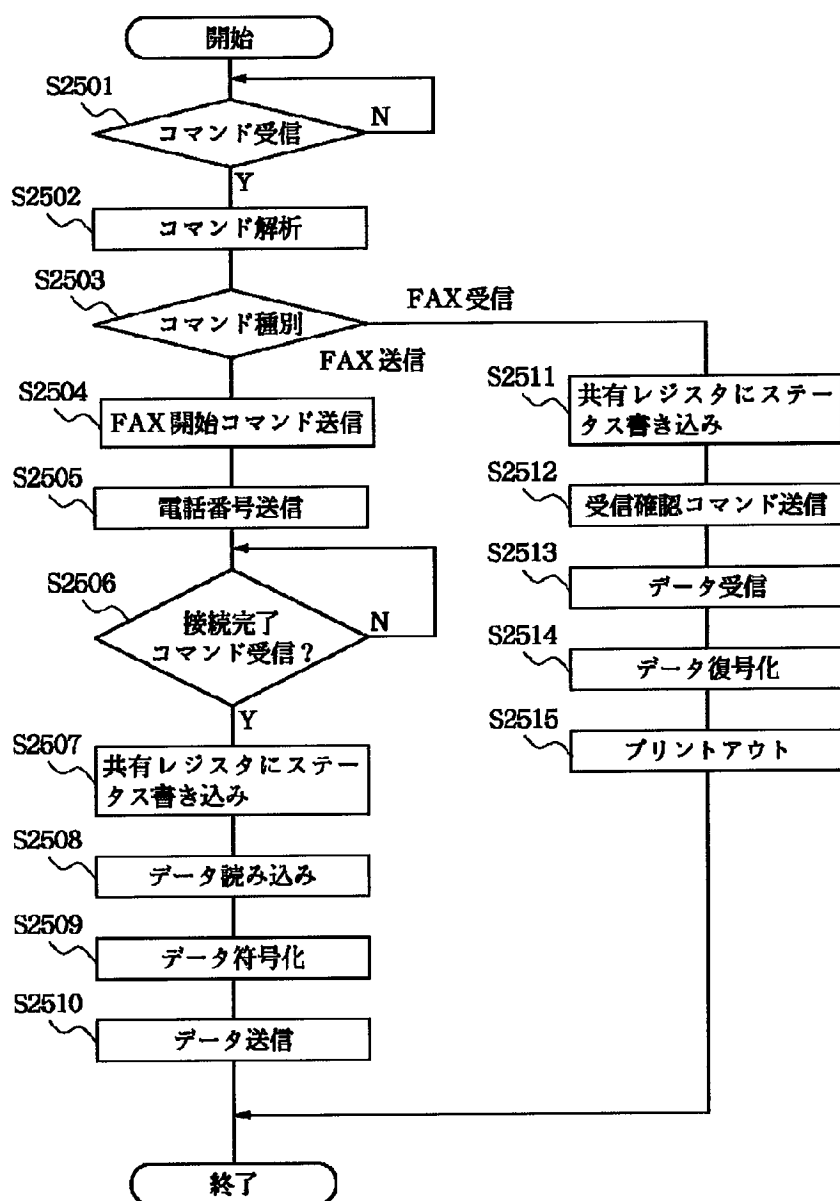 開始
S2501
コマンド受信
N
Y
S2502
コマンド解析
S2503
コマンド種別
FAX受信
FAX送信
S2504
FAX開始コマンド送信
S2505
電話番号送信
S2506
接続完了
コマンド受信?
N
Y
S2507
共有レジスタにステー
タス書き込み
S2508
データ読み込み
S2509
データ符号化
S2510
データ送信
S2511
共有レジスタにステー
タス書き込み
S2512
受信確認コマンド送信
S2513
データ受信
S2514
データ復号化
S2515
プリントアウト
終了